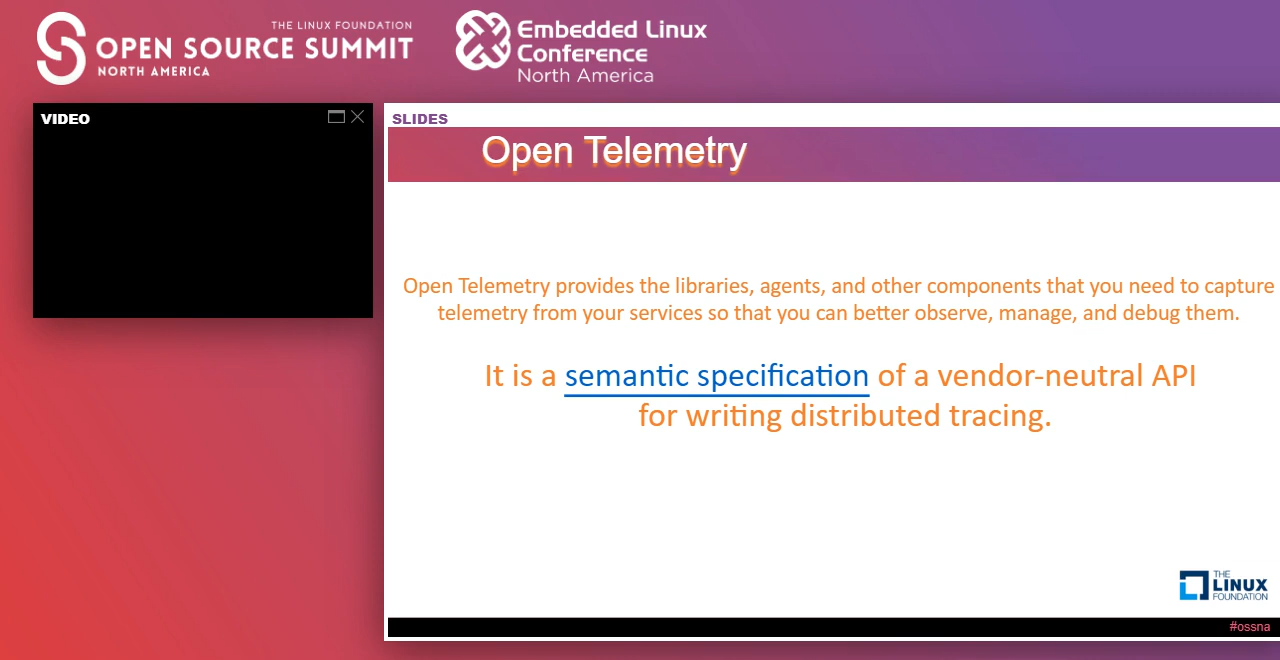 THE LINUX FOUNDATION
OPEN SOURCE SUMMIT
NORTH AMERICA
Embedded Linux
Conference
North America
VIDEO
SLIDES
Open Telemetry
Open Telemetry provides the libraries, agents, and other components that you need to capture
telemetry from your services so that you can better observe, manage, and debug them.
It is a semantic specification of a vendor-neutral API
for writing distributed tracing.
THE
LINUX
FOUNDATION
#ossna